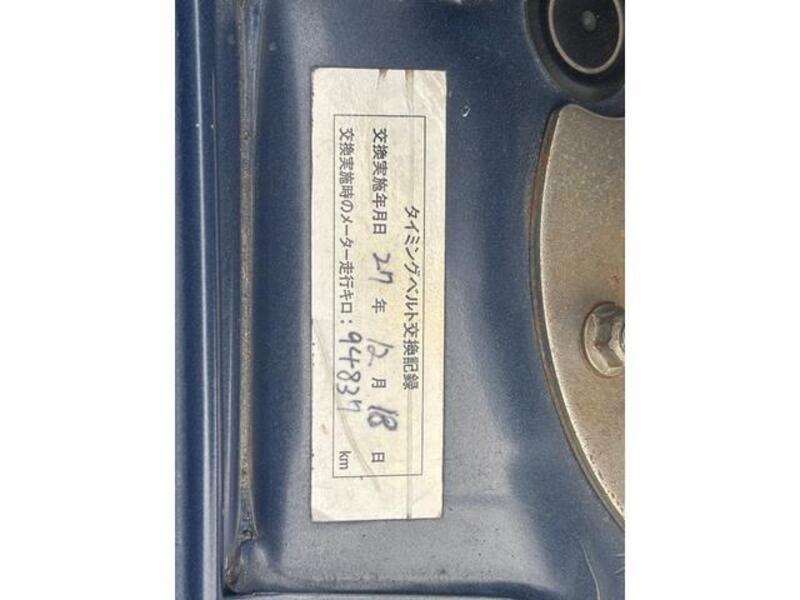 タイミングベルト交換記録
交換実施年月日 27 年 12 月 18 日
交換実施時のメーター走行キロ：94837 km